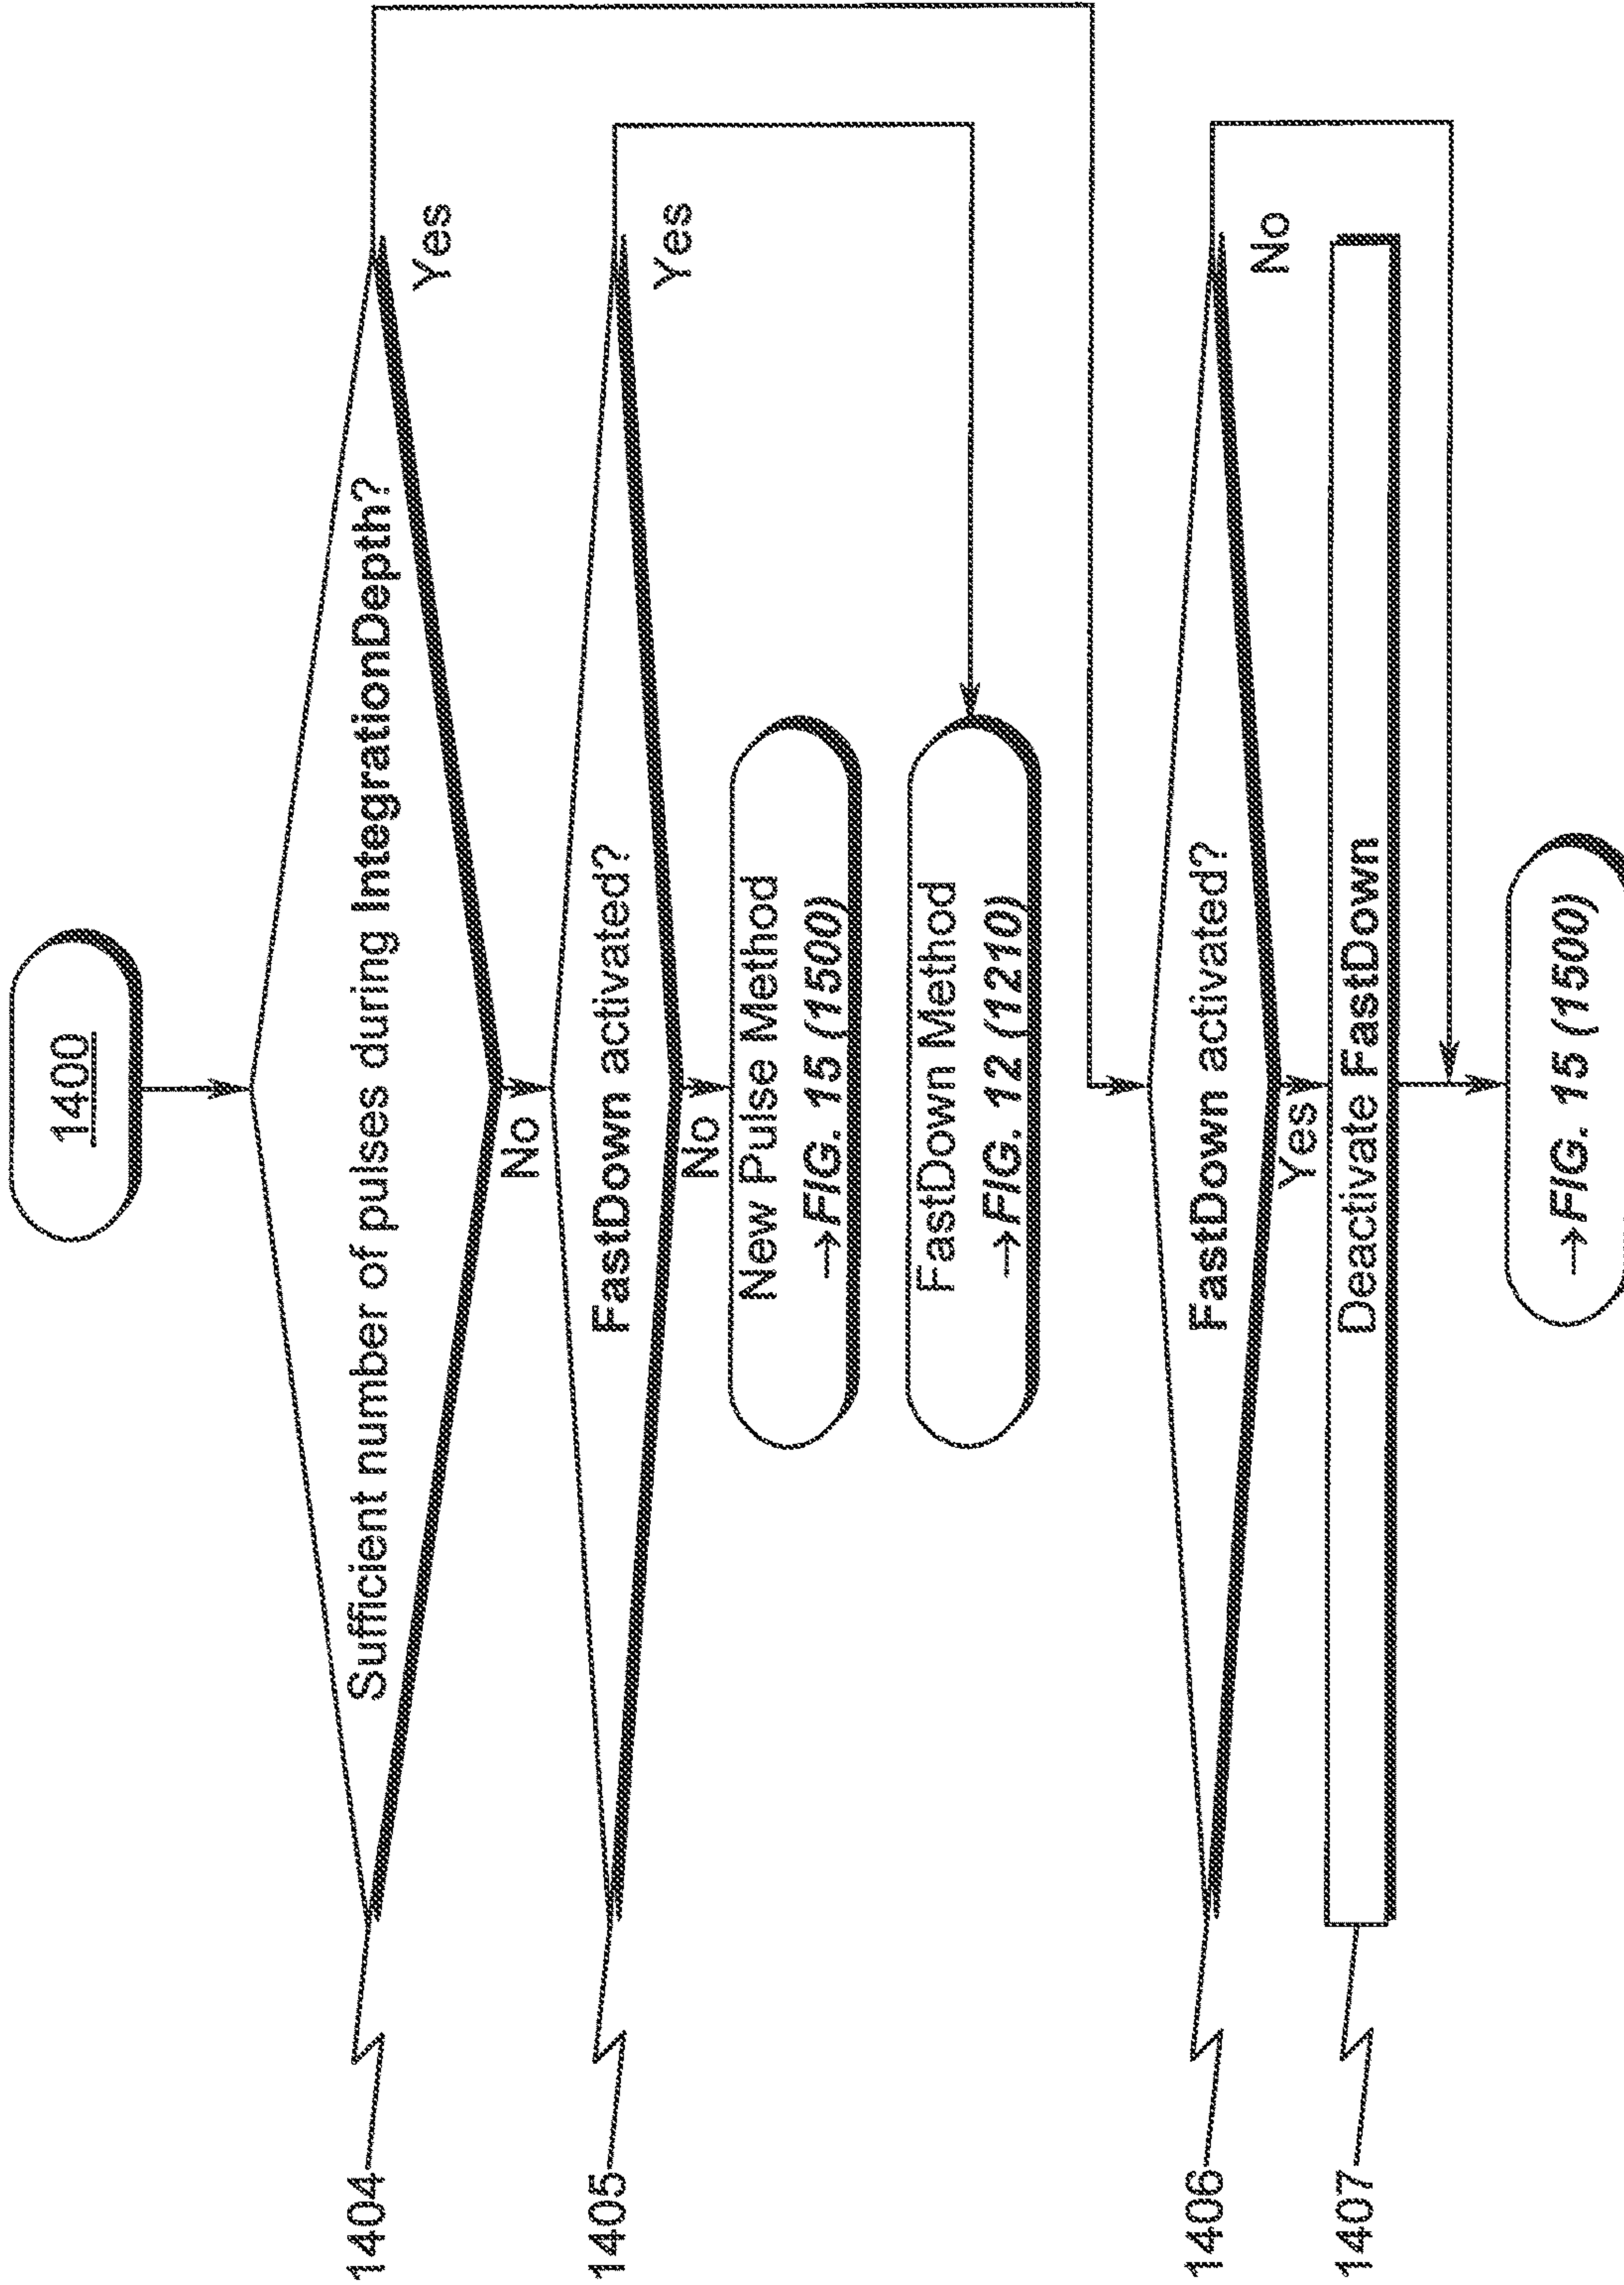 1400
1404
Sufficient number of pulses during IntegrationDepth?
Yes
No
1405
FastDown activated?
Yes
No
New Pulse Method
→FIG. 15 (1500)
FastDown Method
→FIG. 12 (1210)
1406
FastDown activated?
No
Yes
1407
Deactivate FastDown
→FIG. 15 (1500)